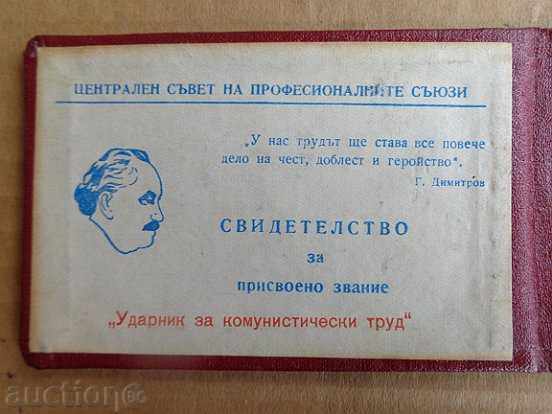 ЦЕНТРАЛЕН СЪВЕТ НА ПРОФЕСИОНАЛНИТЕ СЪЮЗИ
„У нас трудът ще става все повече
дело на чест, доблест и геройство“.
Г. Димитров
СВИДЕТЕЛСТВО
за
присвоено звание
„Ударник за комунистически труд“
auction.bg